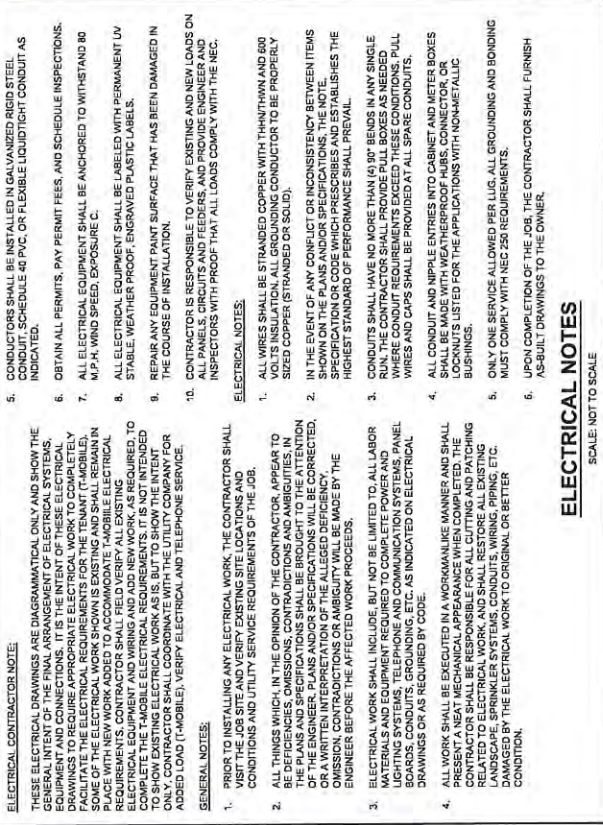 ELECTRICAL CONTRACTOR NOTE:
THESE ELECTRICAL DRAWINGS ARE DIAGRAMMATICAL ONLY AND SHOW THE
GENERAL INTENT OF THE FINAL ARRANGEMENT OF ELECTRICAL SYSTEMS,
EQUIPMENT AND CONNECTIONS. IT IS THE INTENT OF THESE ELECTRICAL
DRAWINGS TO REQUIRE APPROPRIATE ELECTRICAL WORK TO COMPLETELY
FACILITATE THE ELECTRICAL REQUIREMENTS FOR THE TENANT (T-MOBILE).
SOME OF THE ELECTRICAL WORK SHOWN IS EXISTING AND SHALL REMAIN IN
PLACE WITH NEW WORK ADDED TO ACCOMMODATE T-MOBILE ELECTRICAL
REQUIREMENTS. CONTRACTOR SHALL FIELD VERIFY ALL EXISTING
ELECTRICAL EQUIPMENT AND WIRING AND ADD NEW WORK, AS REQUIRED, TO
COMPLETE THE T-MOBILE ELECTRICAL REQUIREMENTS. IT IS NOT INTENDED
TO SHOW EXISTING ELECTRICAL WORK AS IS, BUT TO SHOW THE INTENT
ONLY. CONTRACTOR SHALL COORDINATE WITH THE UTILITY COMPANY FOR
ADDED LOAD (T-MOBILE). VERIFY ELECTRICAL AND TELEPHONE SERVICE.
GENERAL NOTES:
1. PRIOR TO INSTALLING ANY ELECTRICAL WORK, THE CONTRACTOR SHALL
VISIT THE JOB SITE AND VERIFY EXISTING SITE LOCATIONS AND
CONDITIONS AND UTILITY SERVICE REQUIREMENTS OF THE JOB.
2. ALL THINGS WHICH, IN THE OPINION OF THE CONTRACTOR, APPEAR TO
BE DEFICIENCIES, OMISSIONS, CONTRADICTIONS AND AMBIGUITIES, IN
THE PLANS AND SPECIFICATIONS SHALL BE BROUGHT TO THE ATTENTION
OF THE ENGINEER. PLANS AND/OR SPECIFICATIONS WILL BE CORRECTED,
OR A WRITTEN INTERPRETATION OF THE ALLEGED DEFICIENCY,
OMISSION, CONTRADICTIONS OR AMBIGUITY WILL BE MADE BY THE
ENGINEER BEFORE THE AFFECTED WORK PROCEEDS.
3. ELECTRICAL WORK SHALL INCLUDE, BUT NOT BE LIMITED TO, ALL LABOR
MATERIALS AND EQUIPMENT REQUIRED TO COMPLETE POWER AND
LIGHTING SYSTEMS, TELEPHONE AND COMMUNICATION SYSTEMS, PANEL
BOARDS, CONDUITS, GROUNDING, ETC. AS INDICATED ON ELECTRICAL
DRAWINGS OR AS REQUIRED BY CODE.
4. ALL WORK SHALL BE EXECUTED IN A WORKMANLIKE MANNER AND SHALL
PRESENT A NEAT MECHANICAL APPEARANCE WHEN COMPLETED. THE
CONTRACTOR SHALL BE RESPONSIBLE FOR ALL CUTTING AND PATCHING
RELATED TO ELECTRICAL WORK, AND SHALL RESTORE ALL EXISTING
LANDSCAPE, SPRINKLER SYSTEMS, CONDUITS, WIRING, PIPING, ETC.
DAMAGED BY THE ELECTRICAL WORK TO ORIGINAL OR BETTER
CONDITION.
5. CONDUCTORS SHALL BE INSTALLED IN GALVANIZED RIGID STEEL
CONDUIT, SCHEDULE 40 PVC, OR FLEXIBLE LIQUIDTIGHT CONDUIT AS
INDICATED.
6. OBTAIN ALL PERMITS, PAY PERMIT FEES, AND SCHEDULE INSPECTIONS.
7. ALL ELECTRICAL EQUIPMENT SHALL BE ANCHORED TO WITHSTAND 80
M.P.H. WIND SPEED, EXPOSURE C.
8. ALL ELECTRICAL EQUIPMENT SHALL BE LABELED WITH PERMANENT UV
STABLE, WEATHER PROOF, ENGRAVED PLASTIC LABELS.
9. REPAIR ANY EQUIPMENT PAINT SURFACE THAT HAS BEEN DAMAGED IN
THE COURSE OF INSTALLATION.
10. CONTRACTOR IS RESPONSIBLE TO VERIFY EXISTING AND NEW LOADS ON
ALL PANELS, CIRCUITS AND FEEDERS, AND PROVIDE ENGINEER AND
INSPECTORS WITH PROOF THAT ALL LOADS COMPLY WITH THE NEC.
ELECTRICAL NOTES:
1. ALL WIRES SHALL BE STRANDED COPPER WITH THHN/THWN AND 600
VOLTS INSULATION. ALL GROUNDING CONDUCTOR TO BE PROPERLY
SIZED COPPER (STRANDED OR SOLID).
2. IN THE EVENT OF ANY CONFLICT OR INCONSISTENCY BETWEEN ITEMS
SHOWN ON THE PLANS AND/OR SPECIFICATIONS, THE NOTE,
SPECIFICATION OR CODE WHICH PRESCRIBES AND ESTABLISHES THE
HIGHEST STANDARD OF PERFORMANCE SHALL PREVAIL.
3. CONDUITS SHALL HAVE NO MORE THAN (4) 90° BENDS IN ANY SINGLE
RUN. THE CONTRACTOR SHALL PROVIDE PULL BOXES AS NEEDED
WHERE CONDUIT REQUIREMENTS EXCEED THESE CONDITIONS. PULL
WIRES AND CAPS SHALL BE PROVIDED AT ALL SPARE CONDUITS.
4. ALL CONDUIT AND NIPPLE ENTRIES INTO CABINET AND METER BOXES
SHALL BE MADE WITH WEATHERPROOF HUBS, CONNECTOR, OR
LOCKNUTS LISTED FOR THE APPLICATIONS WITH NON-METALLIC
BUSHINGS.
5. ONLY ONE SERVICE ALLOWED PER LUG. ALL GROUNDING AND BONDING
MUST COMPLY WITH NEC 250 REQUIREMENTS.
6. UPON COMPLETION OF THE JOB, THE CONTRACTOR SHALL FURNISH
AS-BUILT DRAWINGS TO THE OWNER.
ELECTRICAL NOTES
SCALE: NOT TO SCALE